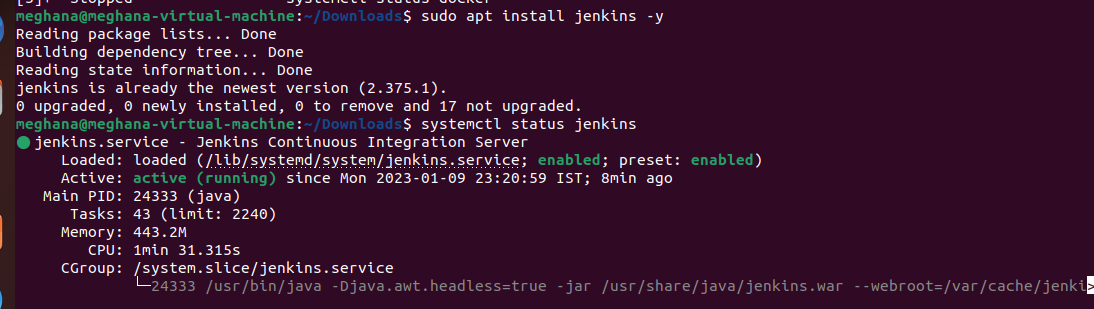 meghana@meghana-virtual-machine:~/Downloads$ sudo apt install jenkins -y
Reading package lists... Done
Building dependency tree... Done
Reading state information... Done
jenkins is already the newest version (2.375.1).
0 upgraded, 0 newly installed, 0 to remove and 17 not upgraded.
meghana@meghana-virtual-machine:~/Downloads$ systemctl status jenkins
● jenkins.service - Jenkins Continuous Integration Server
Loaded: loaded (/lib/systemd/system/jenkins.service; enabled; preset: enabled)
Active: active (running) since Mon 2023-01-09 23:20:59 IST; 8min ago
Main PID: 24333 (java)
Tasks: 43 (limit: 2240)
Memory: 443.2M
CPU: 1min 31.315s
CGroup: /system.slice/jenkins.service
└─24333 /usr/bin/java -Djava.awt.headless=true -jar /usr/share/java/jenkins.war --webroot=/var/cache/jenki>